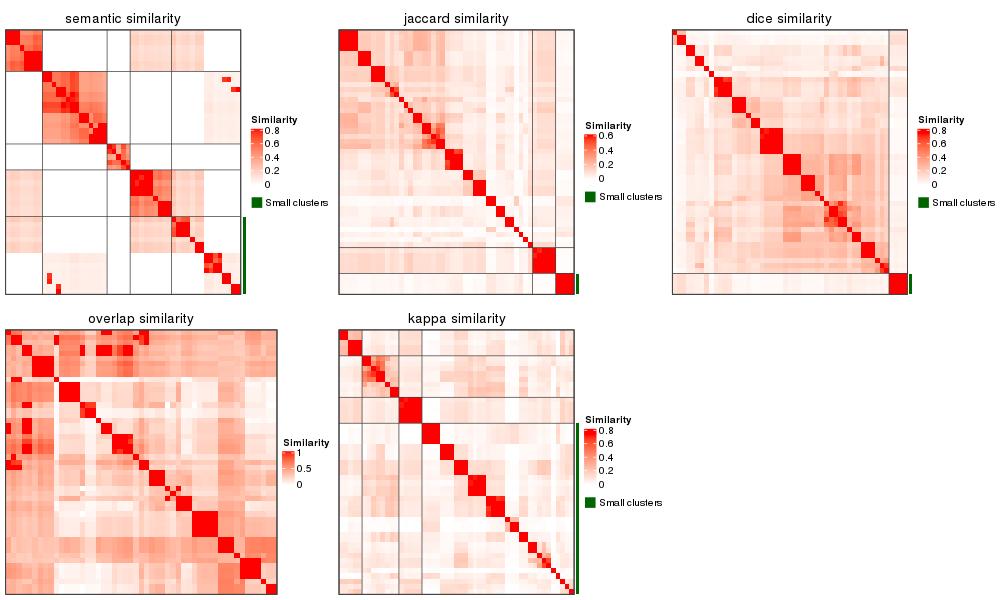 semantic similarity
Similarity
0.8
0.6
0.4
0.2
0
Small clusters
jaccard similarity
Similarity
0.6
0.4
0.2
0
Small clusters
dice similarity
Similarity
0.8
0.6
0.4
0.2
0
Small clusters
overlap similarity
Similarity
1
0.5
0
kappa similarity
Similarity
0.8
0.6
0.4
0.2
0
Small clusters